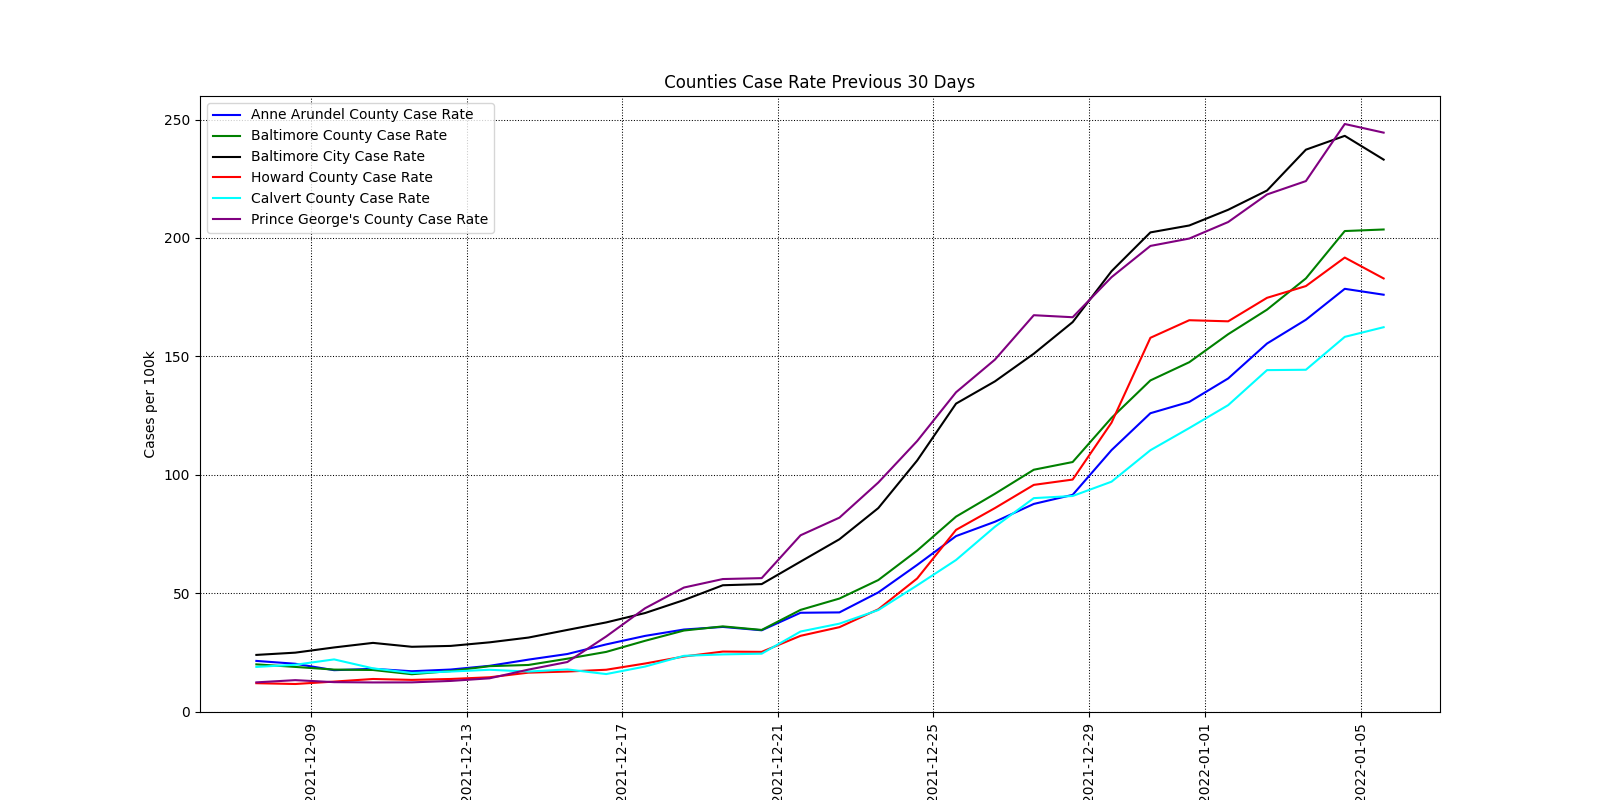 Counties Case Rate Previous 30 Days
Anne Arundel County Case Rate
Baltimore County Case Rate
Baltimore City Case Rate
Howard County Case Rate
Calvert County Case Rate
Prince George's County Case Rate
Cases per 100k
250
200
150
100
50
0
2021-12-09
2021-12-13
2021-12-17
2021-12-21
2021-12-25
2021-12-29
2022-01-01
2022-01-05